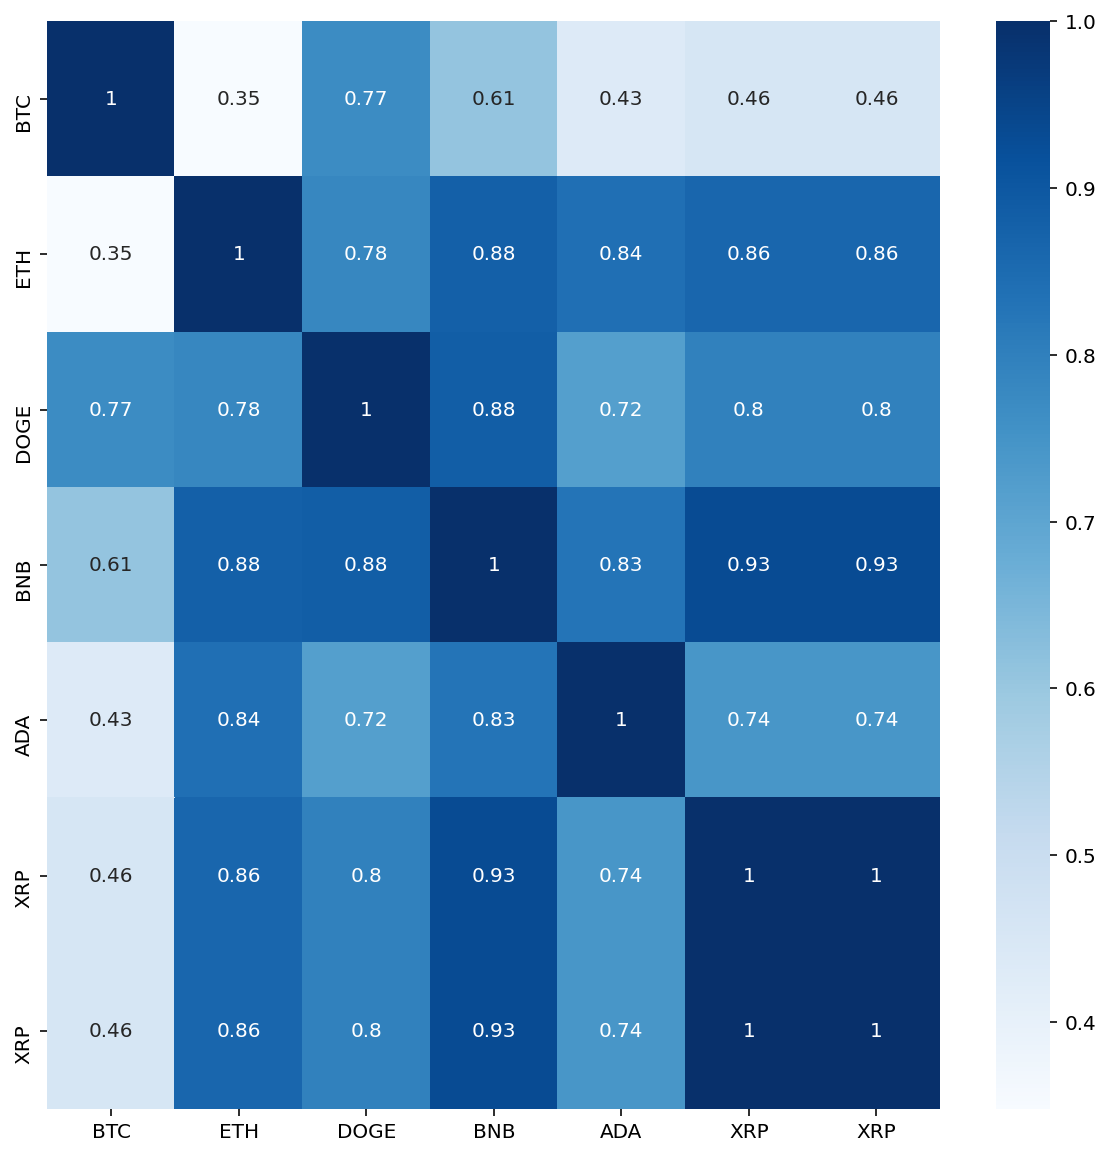 BTC 1 0.35 0.77 0.61 0.43 0.46 0.46
ETH 0.35 1 0.78 0.88 0.84 0.86 0.86
DOGE 0.77 0.78 1 0.88 0.72 0.8 0.8
BNB 0.61 0.88 0.88 1 0.83 0.93 0.93
ADA 0.43 0.84 0.72 0.83 1 0.74 0.74
XRP 0.46 0.86 0.8 0.93 0.74 1 1
XRP 0.46 0.86 0.8 0.93 0.74 1 1
BTC ETH DOGE BNB ADA XRP XRP
1.0
0.9
0.8
0.7
0.6
0.5
0.4